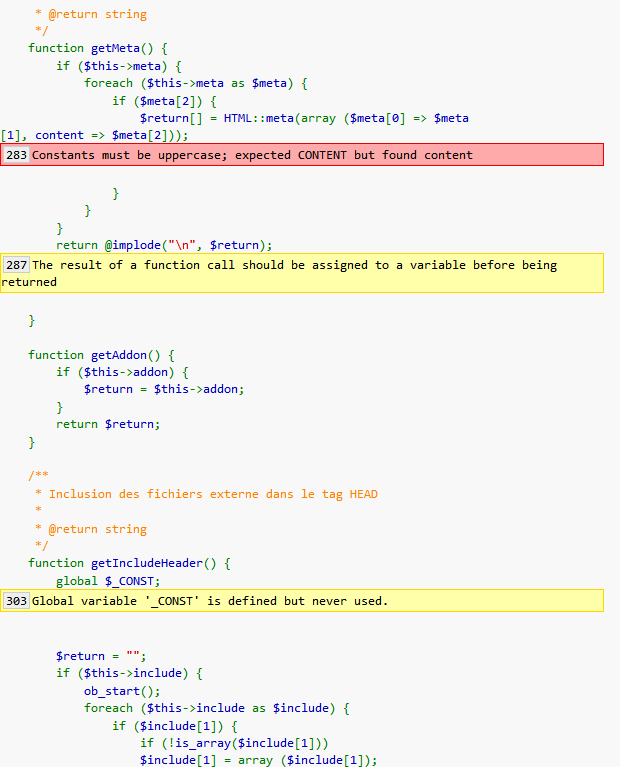 * @return string
*/
function getMeta() {
if ($this->meta) {
foreach ($this->meta as $meta) {
if ($meta[2]) {
$return[] = HTML::meta(array ($meta[0] => $meta
[1], content => $meta[2]));
283 Constants must be uppercase; expected CONTENT but found content
}
}
}
return @implode("\n", $return);
287 The result of a function call should be assigned to a variable before being
returned
}
function getAddon() {
if ($this->addon) {
$return = $this->addon;
}
return $return;
}
/**
* Inclusion des fichiers externe dans le tag HEAD
*
* @return string
*/
function getIncludeHeader() {
global $_CONST;
303 Global variable '_CONST' is defined but never used.
$return = "";
if ($this->include) {
ob_start();
foreach ($this->include as $include) {
if ($include[1]) {
if (!is_array($include[1]))
$include[1] = array ($include[1]);